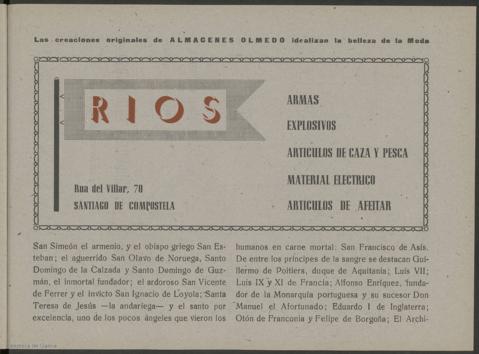 Las creaciones originales de ALMACENES OLMEDO idealizan la belleza de la Moda
RIOS
Rua del Villar, 70
SANTIAGO DE COMPOSTELA
ARMAS
EXPLOSIVOS
ARTICULOS DE CAZA Y PESCA
MATERIAL ELECTRICO
ARTICULOS DE AFEITAR
San Simeón el armenio, y el obispo griego San Es-
teban; el aguerrido San Olavo de Noruega, Santo
Domingo de la Calzada y Santo Domingo de Guz-
mán, el inmortal fundador; el ardoroso San Vicente
de Ferrer y el invicto San Ignacio de Loyola; Santa
Teresa de Jesús —la andariega— y el santo por
excelencia, uno de los pocos ángeles que vieron los
humanos en carne mortal: San Francisco de Asís.
De entre los príncipes de la sangre se destacan Gui-
llermo de Poitiers, duque de Aquitania; Luis VII;
Luis IX y XI de Francia; Alfonso Enríquez, funda-
dor de la Monarquia portuguesa y su sucesor Don
Manuel el Afortunado; Eduardo I de Inglaterra;
Otón de Franconia y Felipe de Borgoña; El Archi-